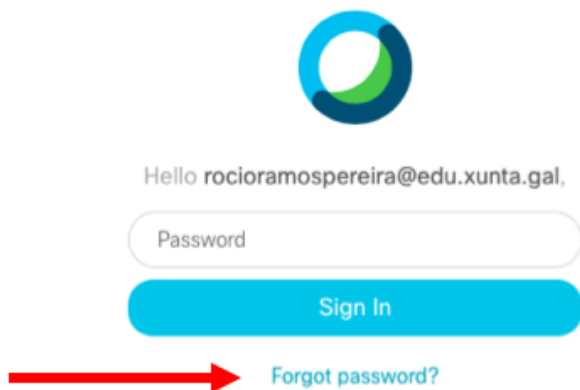 Hello rocioramospereira@edu.xunta.gal,
Password
Sign In
Forgot password?